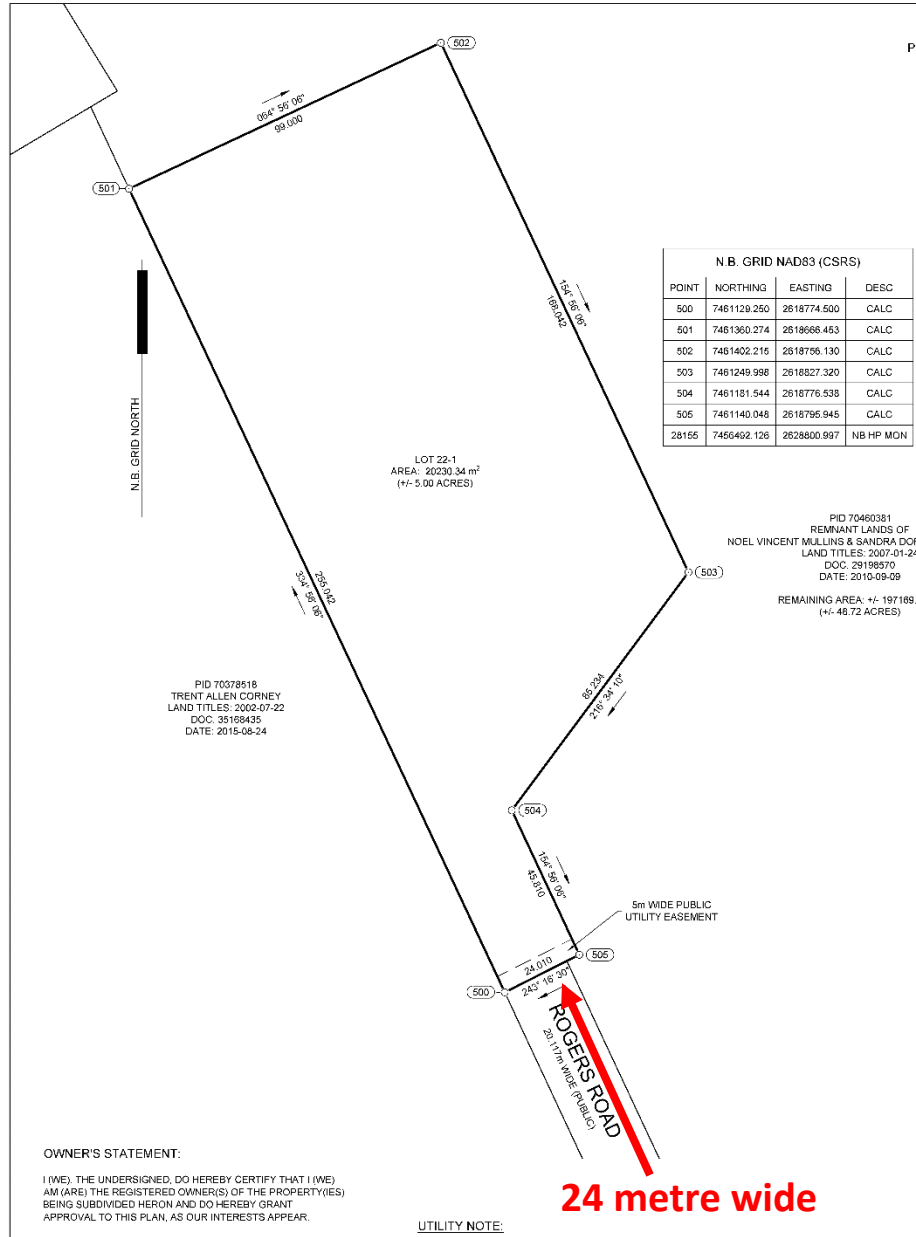 502
P
064° 56' 06"
99.000
501
154° 56' 06"
168.042
N.B. GRID NAD83 (CSRS)
POINT NORTHING EASTING DESC
500 7461129.250 2618774.500 CALC
501 7461360.274 2618666.453 CALC
502 7461402.215 2618756.130 CALC
503 7461249.998 2618827.320 CALC
504 7461181.544 2618776.538 CALC
505 7461140.048 2618795.945 CALC
28155 7456492.126 2628800.997 NB HP MON
N.B. GRID NORTH
LOT 22-1
AREA: 20230.34 m²
(+/- 5.00 ACRES)
PID 70460381
REMNANT LANDS OF
NOEL VINCENT MULLINS & SANDRA DOR
LAND TITLES: 2007-01-24
DOC. 29198570
DATE: 2010-09-09
REMAINING AREA: +/- 197169.
(+/- 48.72 ACRES)
503
255.042
334° 56' 06"
PID 70378518
TRENT ALLEN CORNEY
LAND TITLES: 2002-07-22
DOC. 35168435
DATE: 2015-08-24
85.234
216° 34' 10"
504
154° 56' 06"
45.810
5m WIDE PUBLIC
UTILITY EASEMENT
24.010
505
243° 16' 30"
500
ROGERS ROAD
20.117m WIDE (PUBLIC)
OWNER'S STATEMENT:
I (WE). THE UNDERSIGNED, DO HEREBY CERTIFY THAT I (WE)
AM (ARE) THE REGISTERED OWNER(S) OF THE PROPERTY(IES)
BEING SUBDIVIDED HERON AND DO HEREBY GRANT
APPROVAL TO THIS PLAN, AS OUR INTERESTS APPEAR.
24 metre wide
UTILITY NOTE: